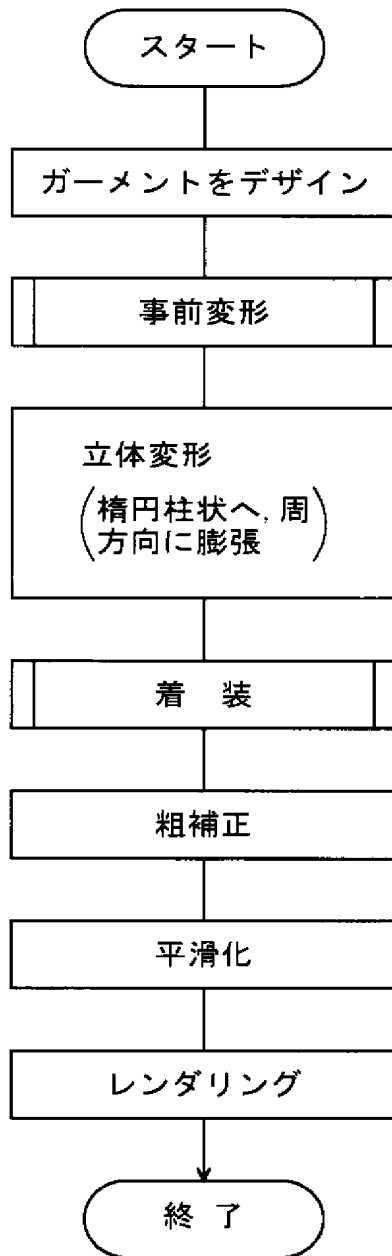 スタート
ガーメントをデザイン
事前変形
立体変形
(楕円柱状へ, 周
方向に膨張)
着 装
粗補正
平滑化
レンダリング
終 了